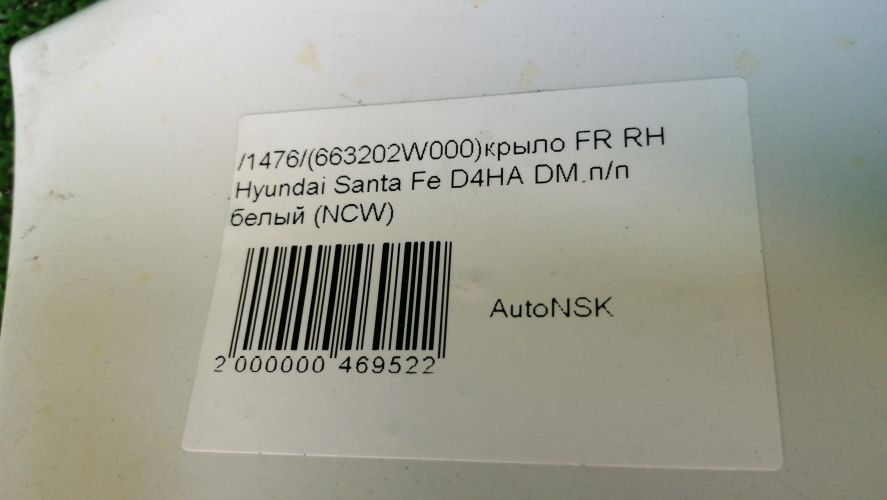 /1476/(663202W000)крыло FR RH
Hyundai Santa Fe D4HA DM.п/п
белый (NCW)
AutoNSK
2 000000 469522